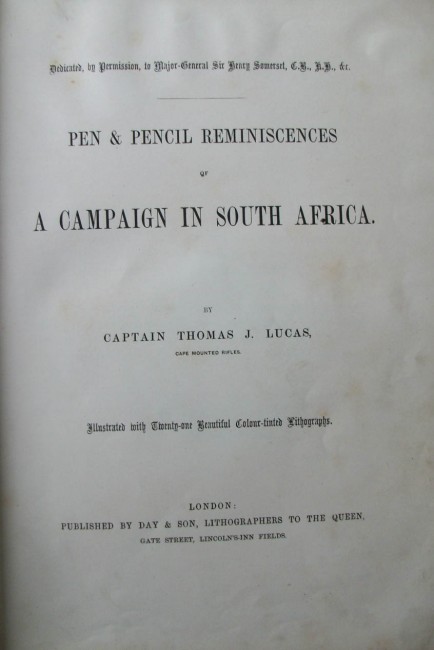 Dedicated, by Permission, to Major-General Sir Henry Somerset, C.B., K.H., &c.
PEN & PENCIL REMINISCENCES
OF
A CAMPAIGN IN SOUTH AFRICA.
BY
CAPTAIN THOMAS J. LUCAS,
CAPE MOUNTED RIFLES.
Illustrated with Twenty-one Beautiful Colour-tinted Lithographs.
LONDON:
PUBLISHED BY DAY & SON, LITHOGRAPHERS TO THE QUEEN,
GATE STREET, LINCOLN'S-INN FIELDS.